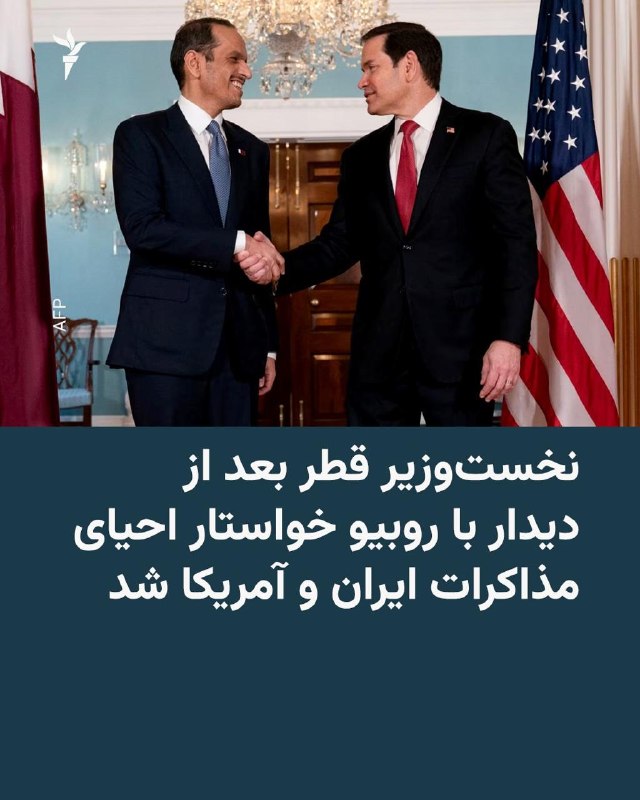 AFP
نخست‌وزیر قطر بعد از
دیدار با روبیو خواستار احیای
مذاکرات ایران و آمریکا شد